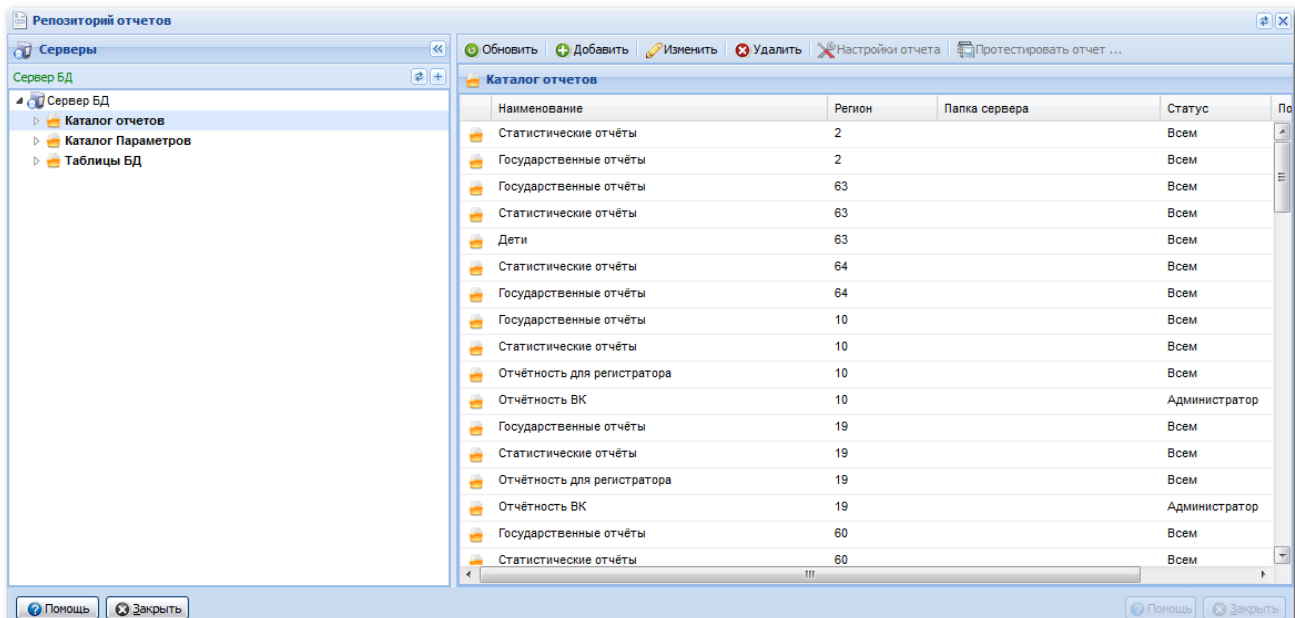 Репозиторий отчетов
Серверы
Сервер БД
Сервер БД
Каталог отчетов
Каталог Параметров
Таблицы БД
Обновить Добавить Изменить Удалить Настройки отчета Протестировать отчет ...
Каталог отчетов
Наименование Регион Папка сервера Статус По
Статистические отчёты 2 Всем
Государственные отчёты 2 Всем
Государственные отчёты 63 Всем
Статистические отчёты 63 Всем
Дети 63 Всем
Статистические отчёты 64 Всем
Государственные отчёты 64 Всем
Государственные отчёты 10 Всем
Статистические отчёты 10 Всем
Отчётность для регистратора 10 Всем
Отчётность ВК 10 Администратор
Государственные отчёты 19 Всем
Статистические отчёты 19 Всем
Отчётность для регистратора 19 Всем
Отчётность ВК 19 Администратор
Государственные отчёты 60 Всем
Статистические отчёты 60 Всем
Помощь Закрыть Помощь Закрыть